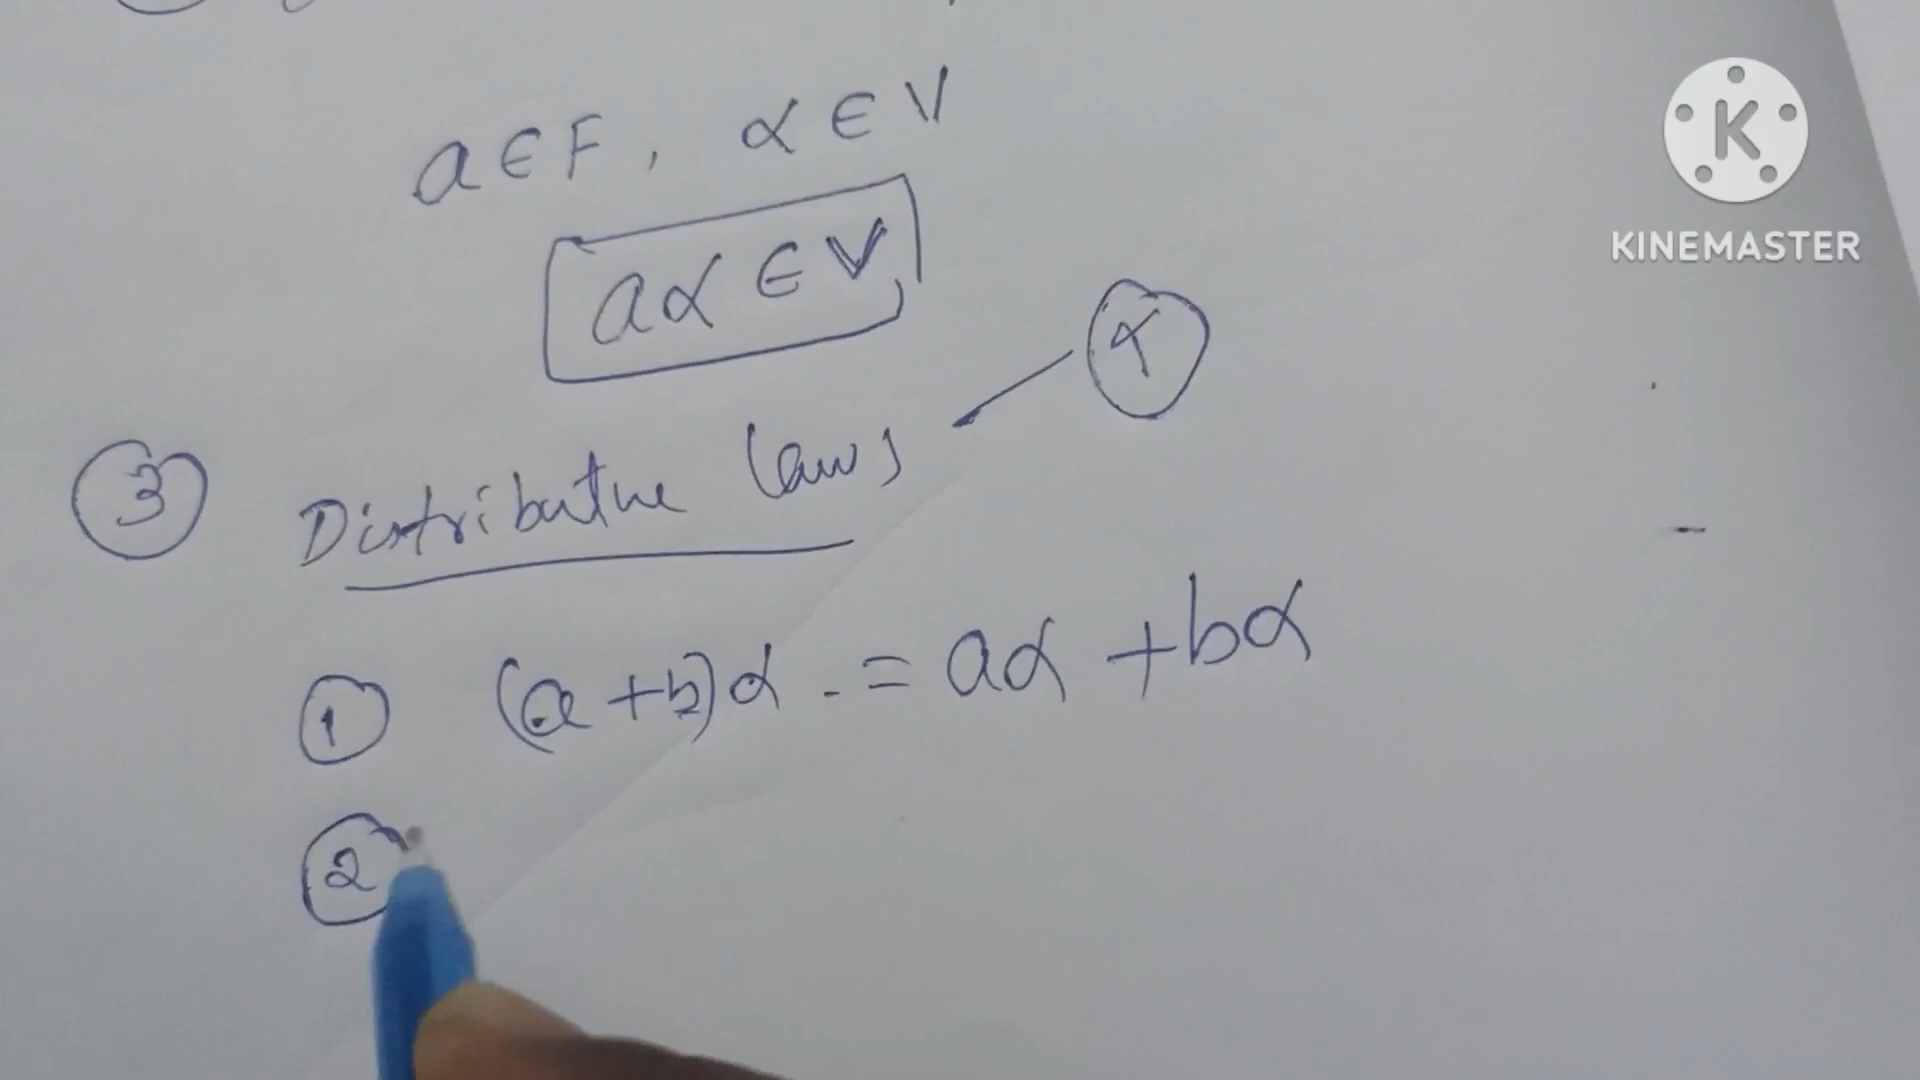 a ∈ F, α ∈ V
aα ∈ V
K
KINEMASTER
③ Distributive laws
① (a+b)α . = aα + bα
②